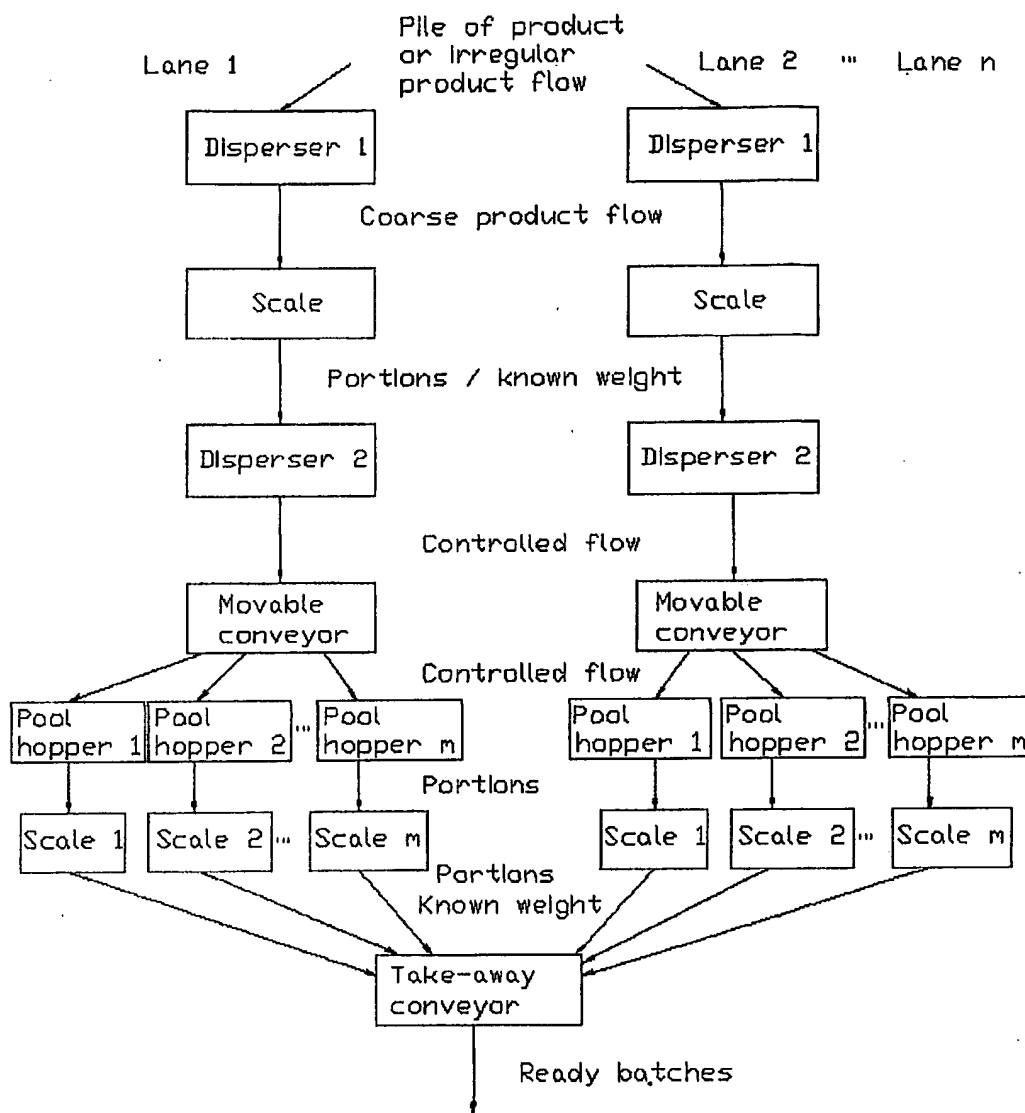 Pile of product
or irregular
product flow
Lane 1
Lane 2 ... Lane n
Disperser 1
Disperser 1
Coarse product flow
Scale
Scale
Portions / known weight
Disperser 2
Disperser 2
Controlled flow
Movable
conveyor
Movable
conveyor
Controlled flow
Pool
hopper 1
Pool
hopper 2
...
Pool
hopper m
Pool
hopper 1
Pool
hopper 2
...
Pool
hopper m
Portions
Scale 1
Scale 2
...
Scale m
Scale 1
Scale 2
...
Scale m
Portions
Known weight
Take-away
conveyor
Ready batches